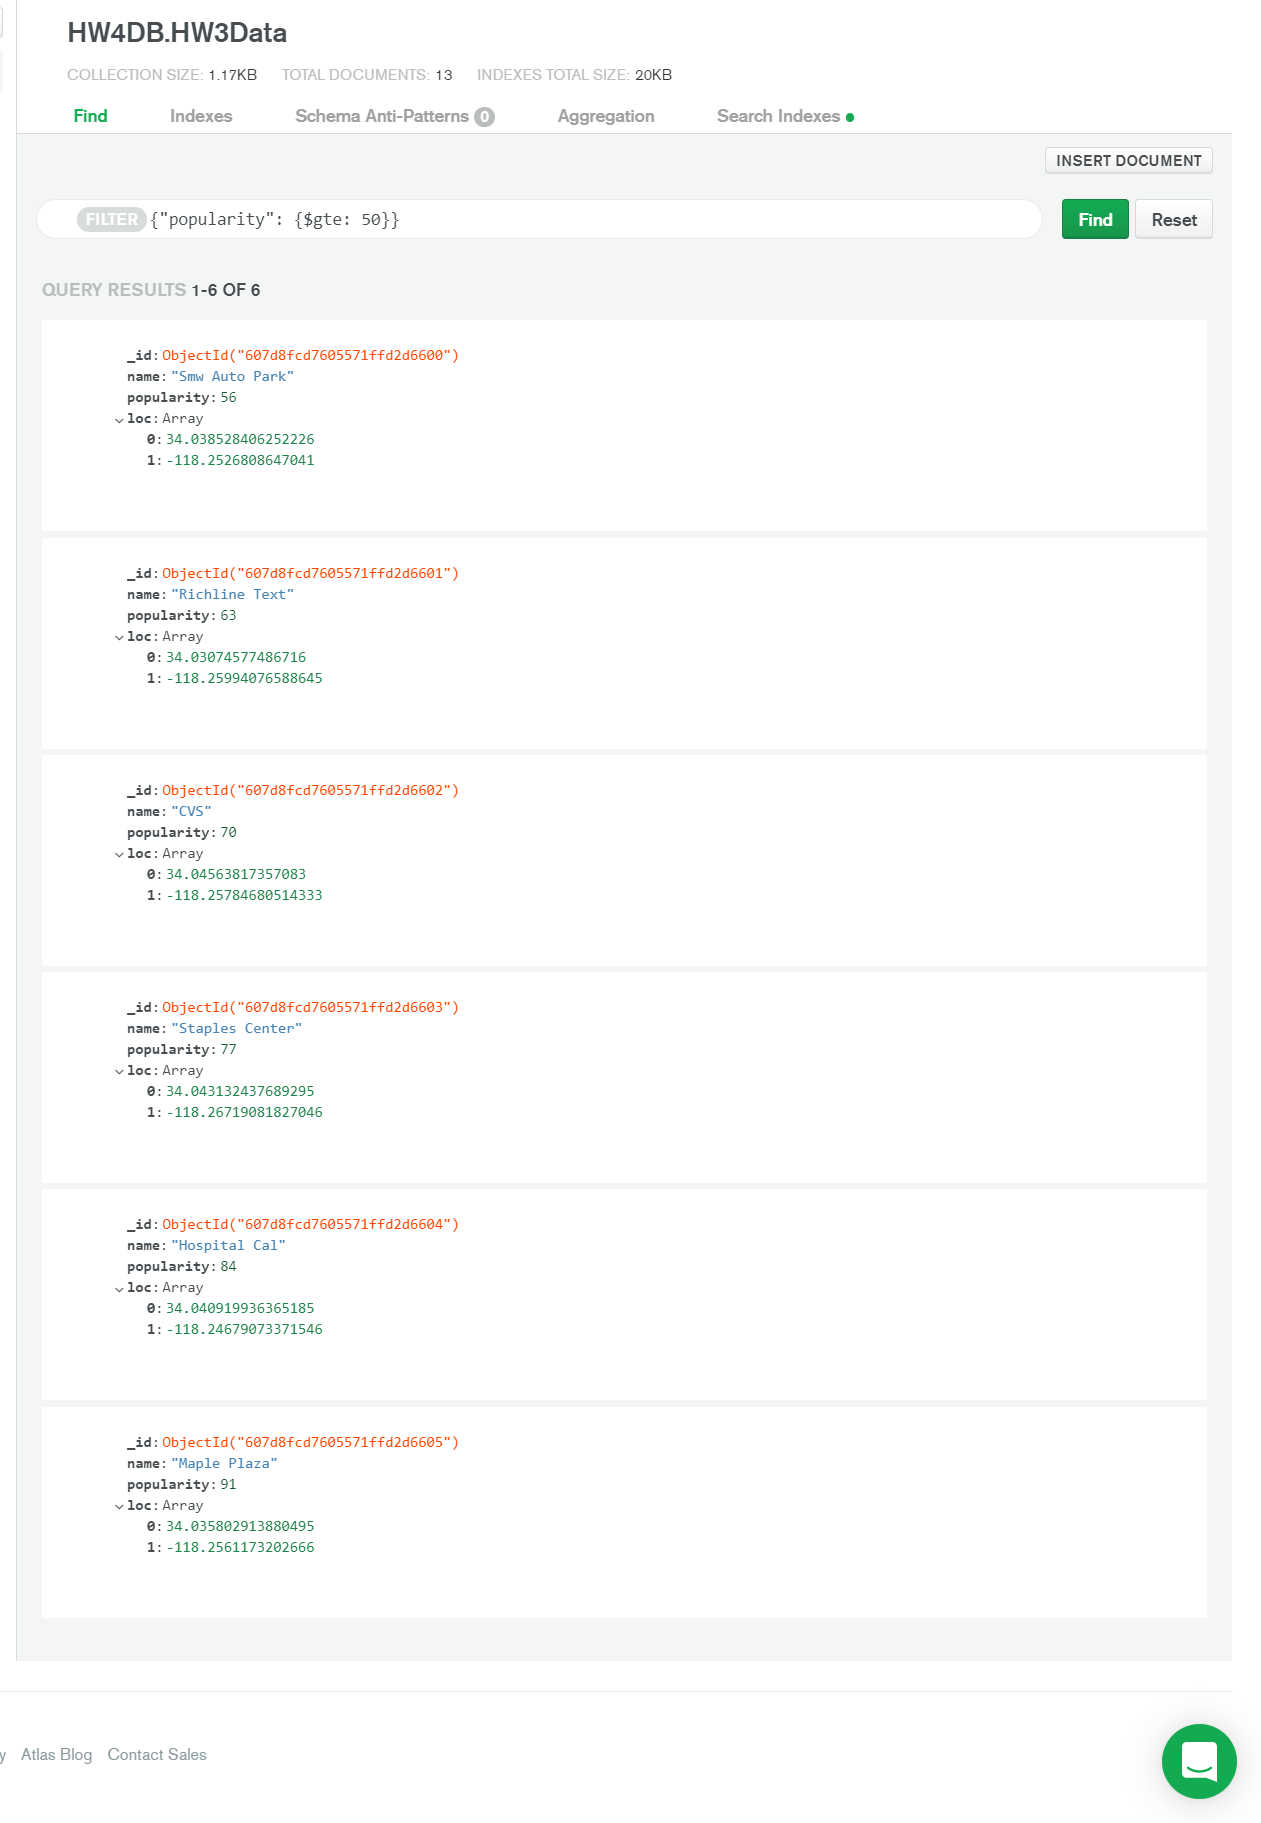 HW4DB.HW3Data
COLLECTION SIZE: 1.17KB TOTAL DOCUMENTS: 13 INDEXES TOTAL SIZE: 20KB
Find Indexes Schema Anti-Patterns 0 Aggregation Search Indexes
INSERT DOCUMENT
FILTER {"popularity": {$gte: 50}} Find Reset
QUERY RESULTS 1-6 OF 6
_id: ObjectId("607d8fcd7605571ffd2d6600")
name: "Smw Auto Park"
popularity: 56
loc: Array
0: 34.038528406252226
1: -118.2526808647041
_id: ObjectId("607d8fcd7605571ffd2d6601")
name: "Richline Text"
popularity: 63
loc: Array
0: 34.03074577486716
1: -118.25994076588645
_id: ObjectId("607d8fcd7605571ffd2d6602")
name: "CVS"
popularity: 70
loc: Array
0: 34.04563817357083
1: -118.25784680514333
_id: ObjectId("607d8fcd7605571ffd2d6603")
name: "Staples Center"
popularity: 77
loc: Array
0: 34.043132437689295
1: -118.26719081827046
_id: ObjectId("607d8fcd7605571ffd2d6604")
name: "Hospital Cal"
popularity: 84
loc: Array
0: 34.040919936365185
1: -118.24679073371546
_id: ObjectId("607d8fcd7605571ffd2d6605")
name: "Maple Plaza"
popularity: 91
loc: Array
0: 34.035802913880495
1: -118.2561173202666
y Atlas Blog Contact Sales